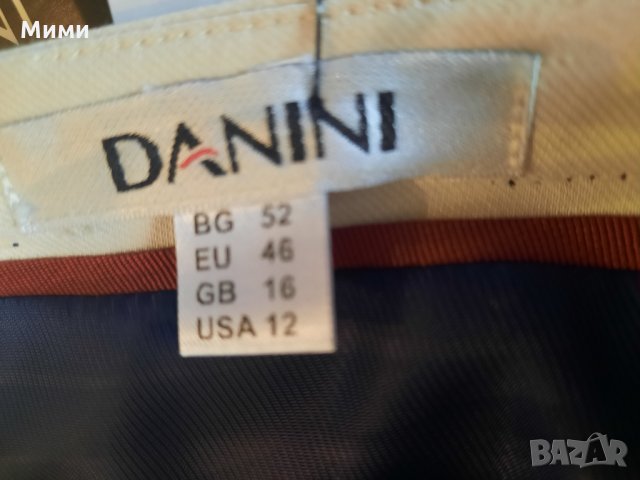 Мими
DANINI
BG 52
EU 46
GB 16
USA 12
BAZAR